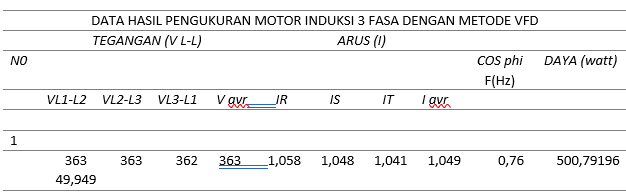 DATA HASIL PENGUKURAN MOTOR INDUKSI 3 FASA DENGAN METODE VFD
TEGANGAN (V L-L) ARUS (I)
N0 COS phi DAYA (watt)
F(Hz)
VL1-L2 VL2-L3 VL3-L1 V avr IR IS IT I avr
1
363 363 362 363 1,058 1,048 1,041 1,049 0,76 500,79196
49,949